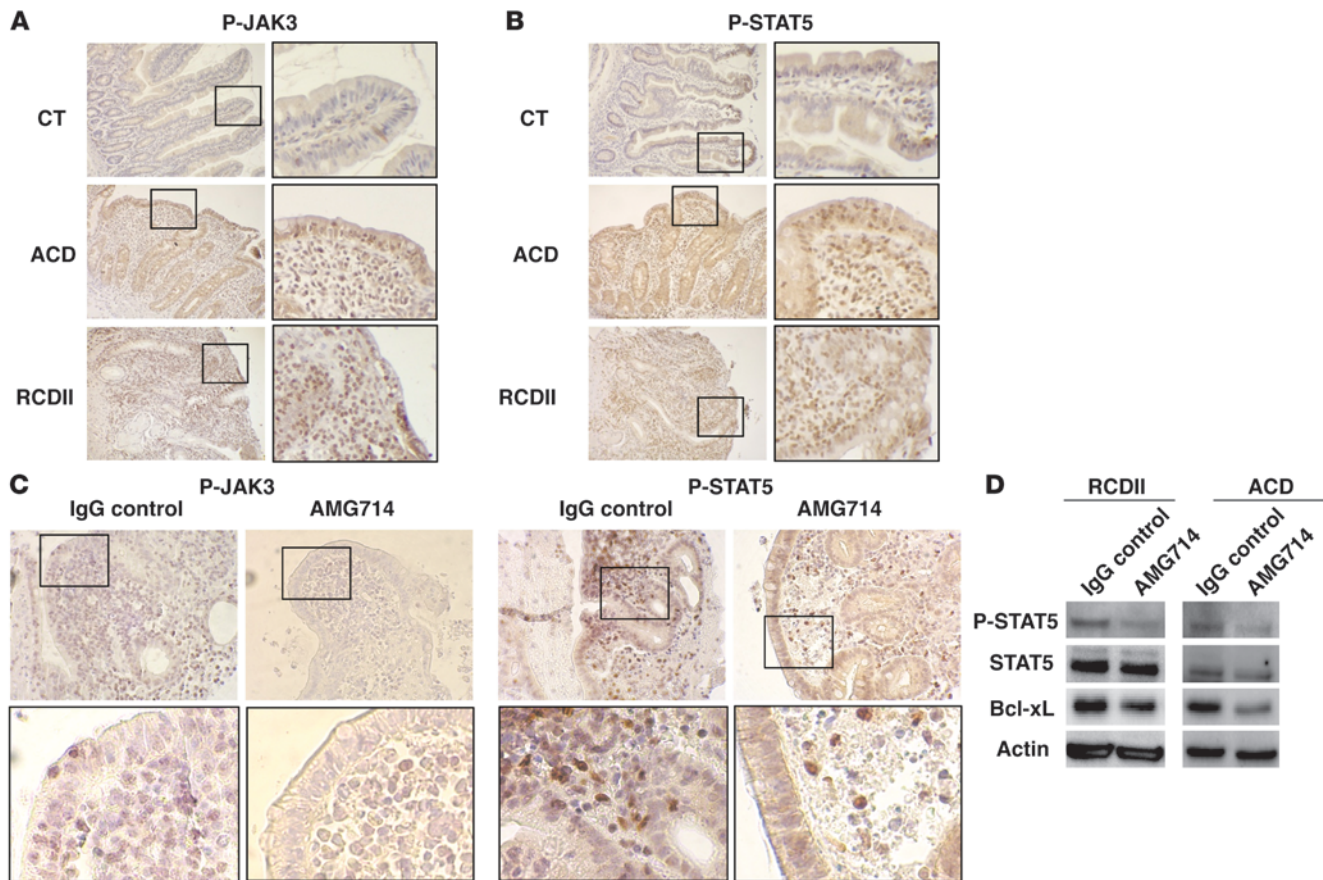 A P-JAK3
CT
ACD
RCDII
B P-STAT5
CT
ACD
RCDII
C P-JAK3 P-STAT5
IgG control AMG714 IgG control AMG714
D RCDII ACD
IgG control AMG714 IgG control AMG714
P-STAT5
STAT5
Bcl-xL
Actin